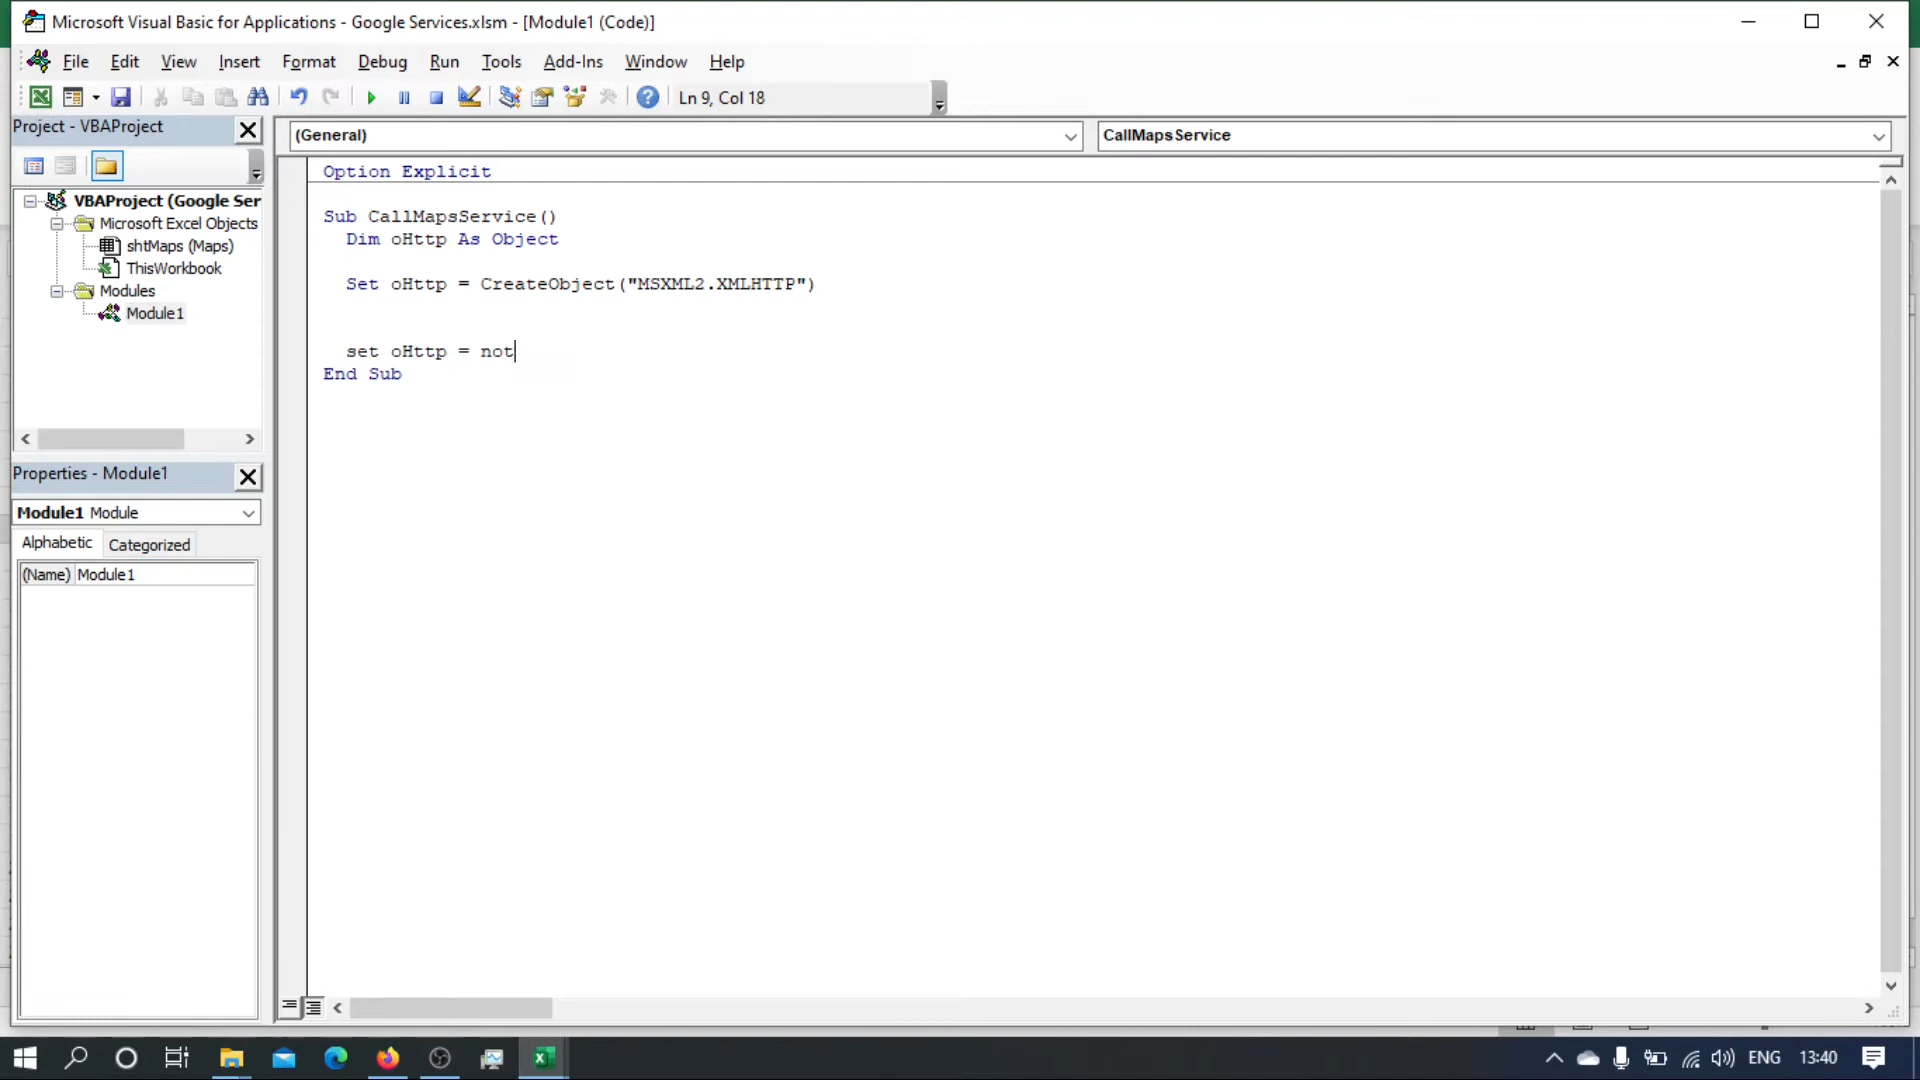 Microsoft Visual Basic for Applications - Google Services.xlsm - [Module1 (Code)]
File Edit View Insert Format Debug Run Tools Add-Ins Window Help
Ln 9, Col 18
Project - VBAProject
(General)
CallMapsService
VBAProject (Google Ser
Microsoft Excel Objects
shtMaps (Maps)
ThisWorkbook
Modules
Module1
Option Explicit
Sub CallMapsService()
Dim oHttp As Object
Set oHttp = CreateObject("MSXML2.XMLHTTP")
set oHttp = not
End Sub
Properties - Module1
Module1 Module
Alphabetic Categorized
(Name) Module1
ENG 13:40